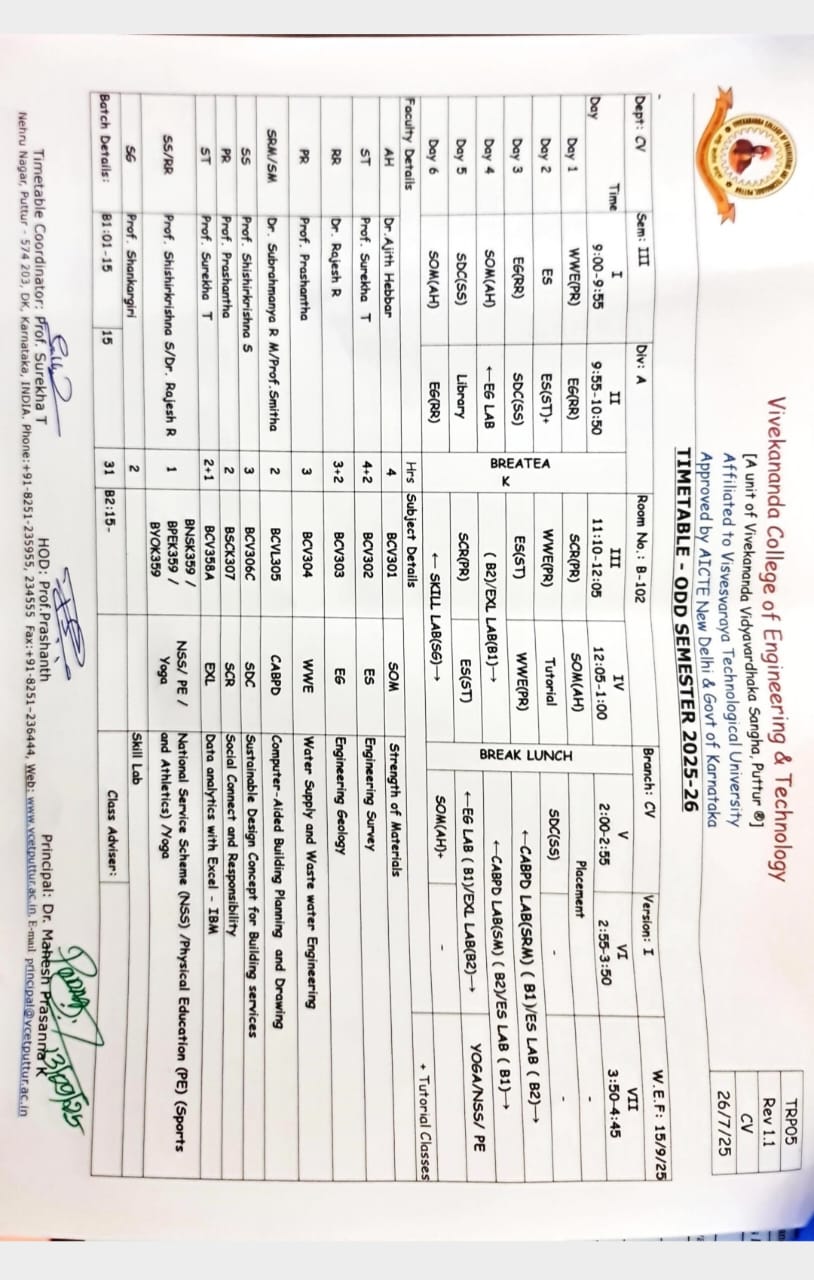 Vivekananda College of Engineering & Technology
[A unit of Vivekananda Vidyavardhaka Sangha, Puttur ®]
Affiliated to Visvesvaraya Technological University
Approved by AICTE New Delhi & Govt of Karnataka
TRP05
Rev 1.1
CV
26/7/25
TIMETABLE - ODD SEMESTER 2025-26
Dept: CV Sem: III Div: A Room No.: B-102 Branch: CV Version: I W.E.F: 15/9/25
Time I II III IV V VI VII
Day 9:00-9:55 9:55-10:50 11:10-12:05 12:05-1:00 2:00-2:55 2:55-3:50 3:50-4:45
BREATEA K
BREAK LUNCH
Day 1 WWE(PR) EG(RR) SCR(PR) SOM(AH) Placement -
Day 2 ES ES(ST)+ WWE(PR) Tutorial SDC(SS) - -
Day 3 EG(RR) SDC(SS) ES(ST) WWE(PR) ←CABPD LAB(SRM) ( B1)/ES LAB ( B2)→
Day 4 SOM(AH) ←EG LAB ( B2)/EXL LAB(B1)→ ←CABPD LAB(SM) ( B2)/ES LAB ( B1)→
Day 5 SDC(SS) Library SCR(PR) ES(ST) ←EG LAB ( B1)/EXL LAB(B2)→ YOGA/NSS/ PE
Day 6 SOM(AH) EG(RR) ← SKILL LAB(SG)→ SOM(AH)+ -
+ Tutorial Classes
Faculty Details Hrs Subject Details
AH Dr.Ajith Hebbar 4 BCV301 SOM Strength of Materials
ST Prof. Surekha T 4+2 BCV302 ES Engineering Survey
RR Dr. Rajesh R 3+2 BCV303 EG Engineering Geology
PR Prof. Prashantha 3 BCV304 WWE Water Supply and Waste water Engineering
SRM/SM Dr. Subrahmanya R M/Prof.Smitha 2 BCVL305 CABPD Computer-Aided Building Planning and Drawing
SS Prof. Shishirkrishna S 3 BCV306C SDC Sustainable Design Concept for Building services
PR Prof. Prashantha 2 BSCK307 SCR Social Connect and Responsibility
ST Prof. Surekha T 2+1 BCV358A EXL Data analytics with Excel - IBM
SS/RR Prof. Shishirkrishna S/Dr. Rajesh R 1 BNSK359 / BPEK359 / BYOK359 NSS/ PE / Yoga National Service Scheme (NSS) /Physical Education (PE) (Sports and Athletics) /Yoga
SG Prof. Shankargiri 2 Skill Lab
Batch Details: B1:01-15 15 31 B2:15- Class Adviser:
13/09/25
Timetable Coordinator: Prof. Surekha T HOD: Prof.Prashanth Principal: Dr. Mahesh Prasanna K
Nehru Nagar, Puttur - 574 203, DK, Karnataka, INDIA. Phone:+91-8251-235955, 234555 Fax:+91-8251-236444, Web: www.vcetputtur.ac.in, E-mail principal@vcetputtur.ac.in